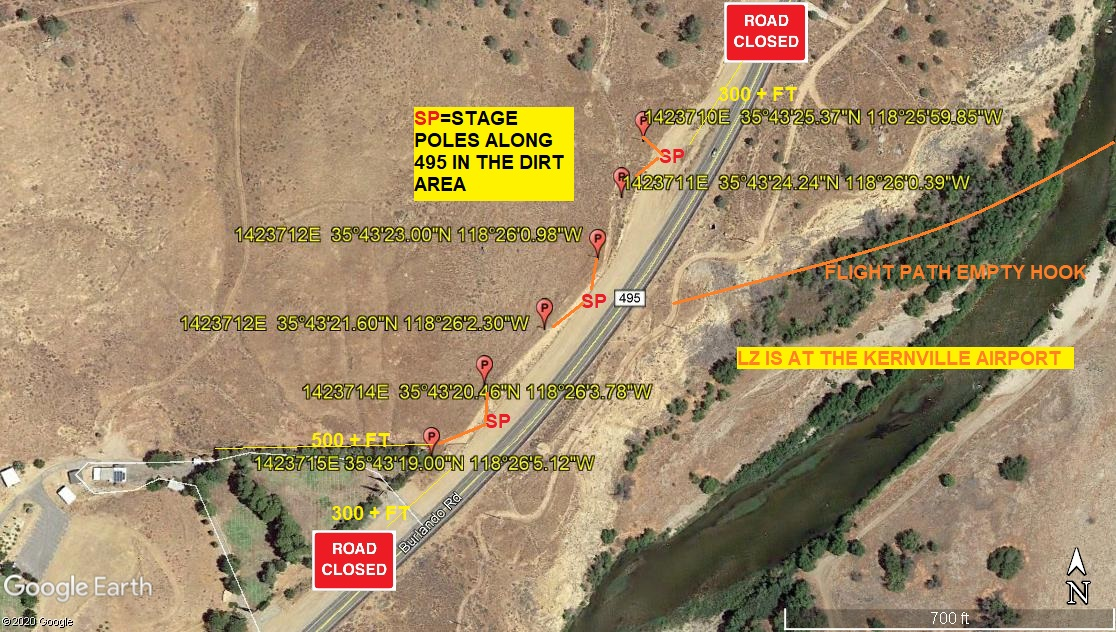 ROAD
CLOSED
300 + FT
P
1423710E 35°43'25.37"N 118°25'59.85"W
SP=STAGE
POLES ALONG
495 IN THE DIRT
AREA
SP
P
1423711E 35°43'24.24"N 118°26'0.39"W
P
1423712E 35°43'23.00"N 118°26'0.98"W
FLIGHT PATH EMPTY HOOK
SP
495
P
1423712E 35°43'21.60"N 118°26'2.30"W
LZ IS AT THE KERNVILLE AIRPORT
P
1423714E 35°43'20.46"N 118°26'3.78"W
SP
P
500 + FT
1423715E 35°43'19.00"N 118°26'5.12"W
300 + FT
Burlando Rd
ROAD
CLOSED
Google Earth
N
700 ft
©2020 Google